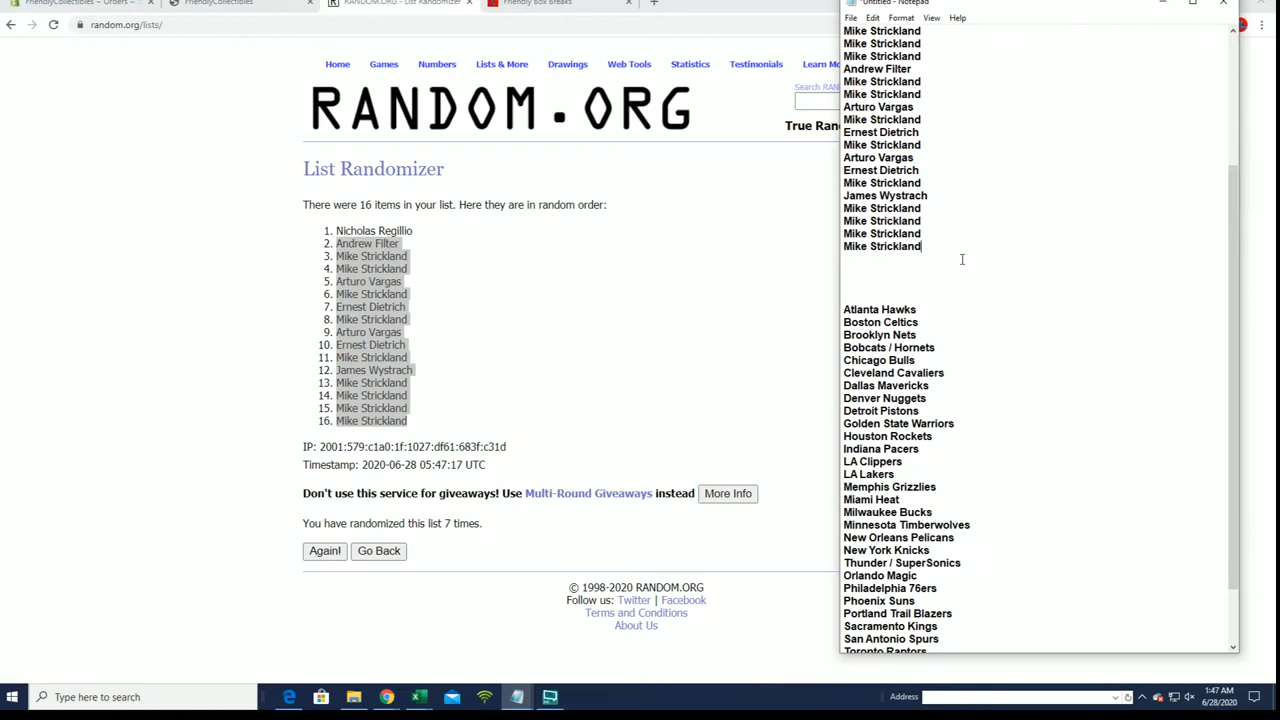 FriendlyCollectibles – Orders –
FriendlyCollectibles
RANDOM.ORG - List Randomizer
Friendly Box Breaks
random.org/lists/
Home Games Numbers Lists & More Drawings Web Tools Statistics Testimonials Learn Mo
Search RAN
RANDOM.ORG
True Ran
List Randomizer
There were 16 items in your list. Here they are in random order:
1. Nicholas Regillio
2. Andrew Filter
3. Mike Strickland
4. Mike Strickland
5. Arturo Vargas
6. Mike Strickland
7. Ernest Dietrich
8. Mike Strickland
9. Arturo Vargas
10. Ernest Dietrich
11. Mike Strickland
12. James Wystrach
13. Mike Strickland
14. Mike Strickland
15. Mike Strickland
16. Mike Strickland
IP: 2001:579:c1a0:1f:1027:df61:683f:c31d
Timestamp: 2020-06-28 05:47:17 UTC
Don't use this service for giveaways! Use Multi-Round Giveaways instead More Info
You have randomized this list 7 times.
Again! Go Back
© 1998-2020 RANDOM.ORG
Follow us: Twitter | Facebook
Terms and Conditions
About Us
*Untitled - Notepad
File Edit Format View Help
Mike Strickland
Mike Strickland
Mike Strickland
Andrew Filter
Mike Strickland
Mike Strickland
Arturo Vargas
Mike Strickland
Ernest Dietrich
Mike Strickland
Arturo Vargas
Ernest Dietrich
Mike Strickland
James Wystrach
Mike Strickland
Mike Strickland
Mike Strickland
Mike Strickland
Atlanta Hawks
Boston Celtics
Brooklyn Nets
Bobcats / Hornets
Chicago Bulls
Cleveland Cavaliers
Dallas Mavericks
Denver Nuggets
Detroit Pistons
Golden State Warriors
Houston Rockets
Indiana Pacers
LA Clippers
LA Lakers
Memphis Grizzlies
Miami Heat
Milwaukee Bucks
Minnesota Timberwolves
New Orleans Pelicans
New York Knicks
Thunder / SuperSonics
Orlando Magic
Philadelphia 76ers
Phoenix Suns
Portland Trail Blazers
Sacramento Kings
San Antonio Spurs
Toronto Raptors
Type here to search
Address
1:47 AM
6/28/2020